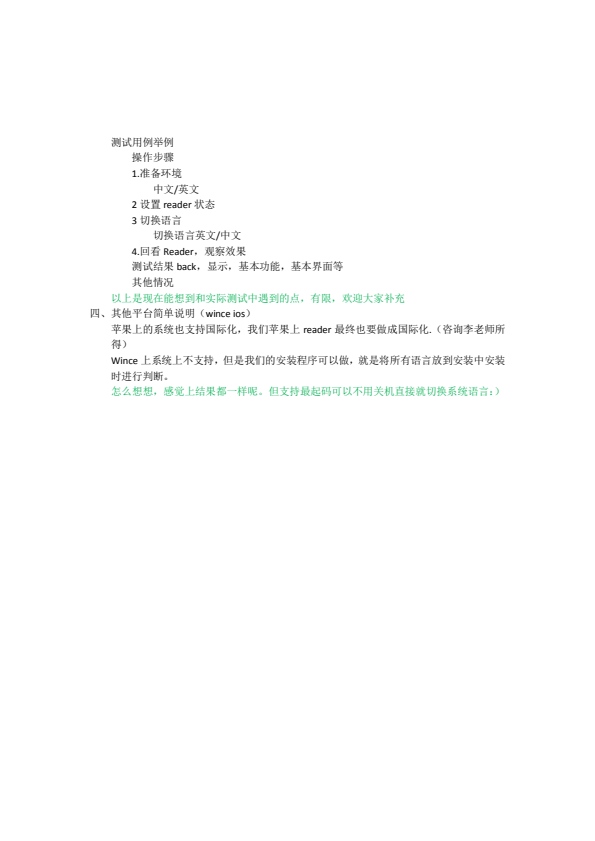 测试用例举例
操作步骤
1.准备环境
中文/英文
2 设置 reader 状态
3 切换语言
切换语言英文/中文
4.回看 Reader，观察效果
测试结果 back，显示，基本功能，基本界面等
其他情况
以上是现在能想到和实际测试中遇到的点，有限，欢迎大家补充
四、其他平台简单说明（wince ios）
苹果上的系统也支持国际化，我们苹果上 reader 最终也要做成国际化.（咨询李老师所
得）
Wince 上系统上不支持，但是我们的安装程序可以做，就是将所有语言放到安装中安装
时进行判断。
怎么想想，感觉上结果都一样呢。但支持最起码可以不用关机直接就切换系统语言：）